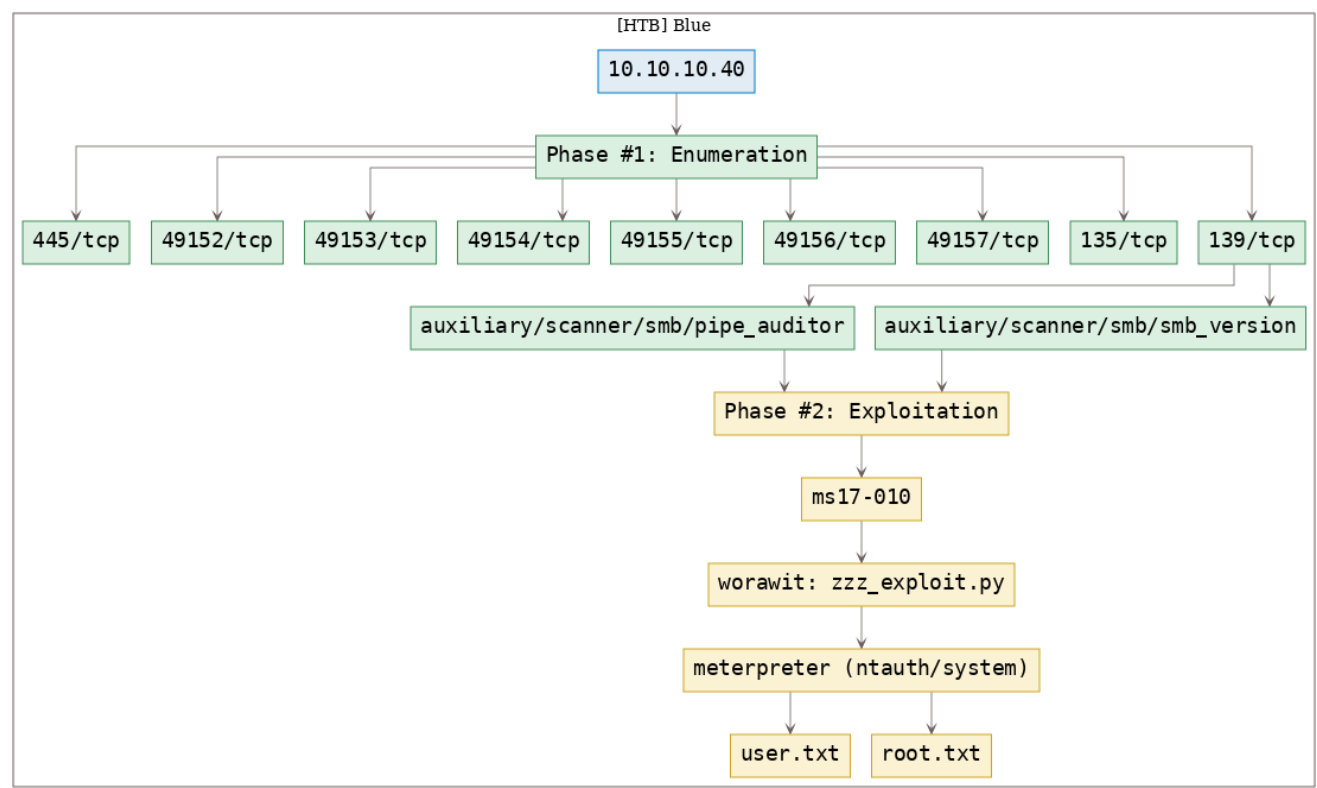 [HTB] Blue
10.10.10.40
Phase #1: Enumeration
445/tcp
49152/tcp
49153/tcp
49154/tcp
49155/tcp
49156/tcp
49157/tcp
135/tcp
139/tcp
auxiliary/scanner/smb/pipe_auditor
auxiliary/scanner/smb/smb_version
Phase #2: Exploitation
ms17-010
worawit: zzz_exploit.py
meterpreter (ntauth/system)
user.txt
root.txt